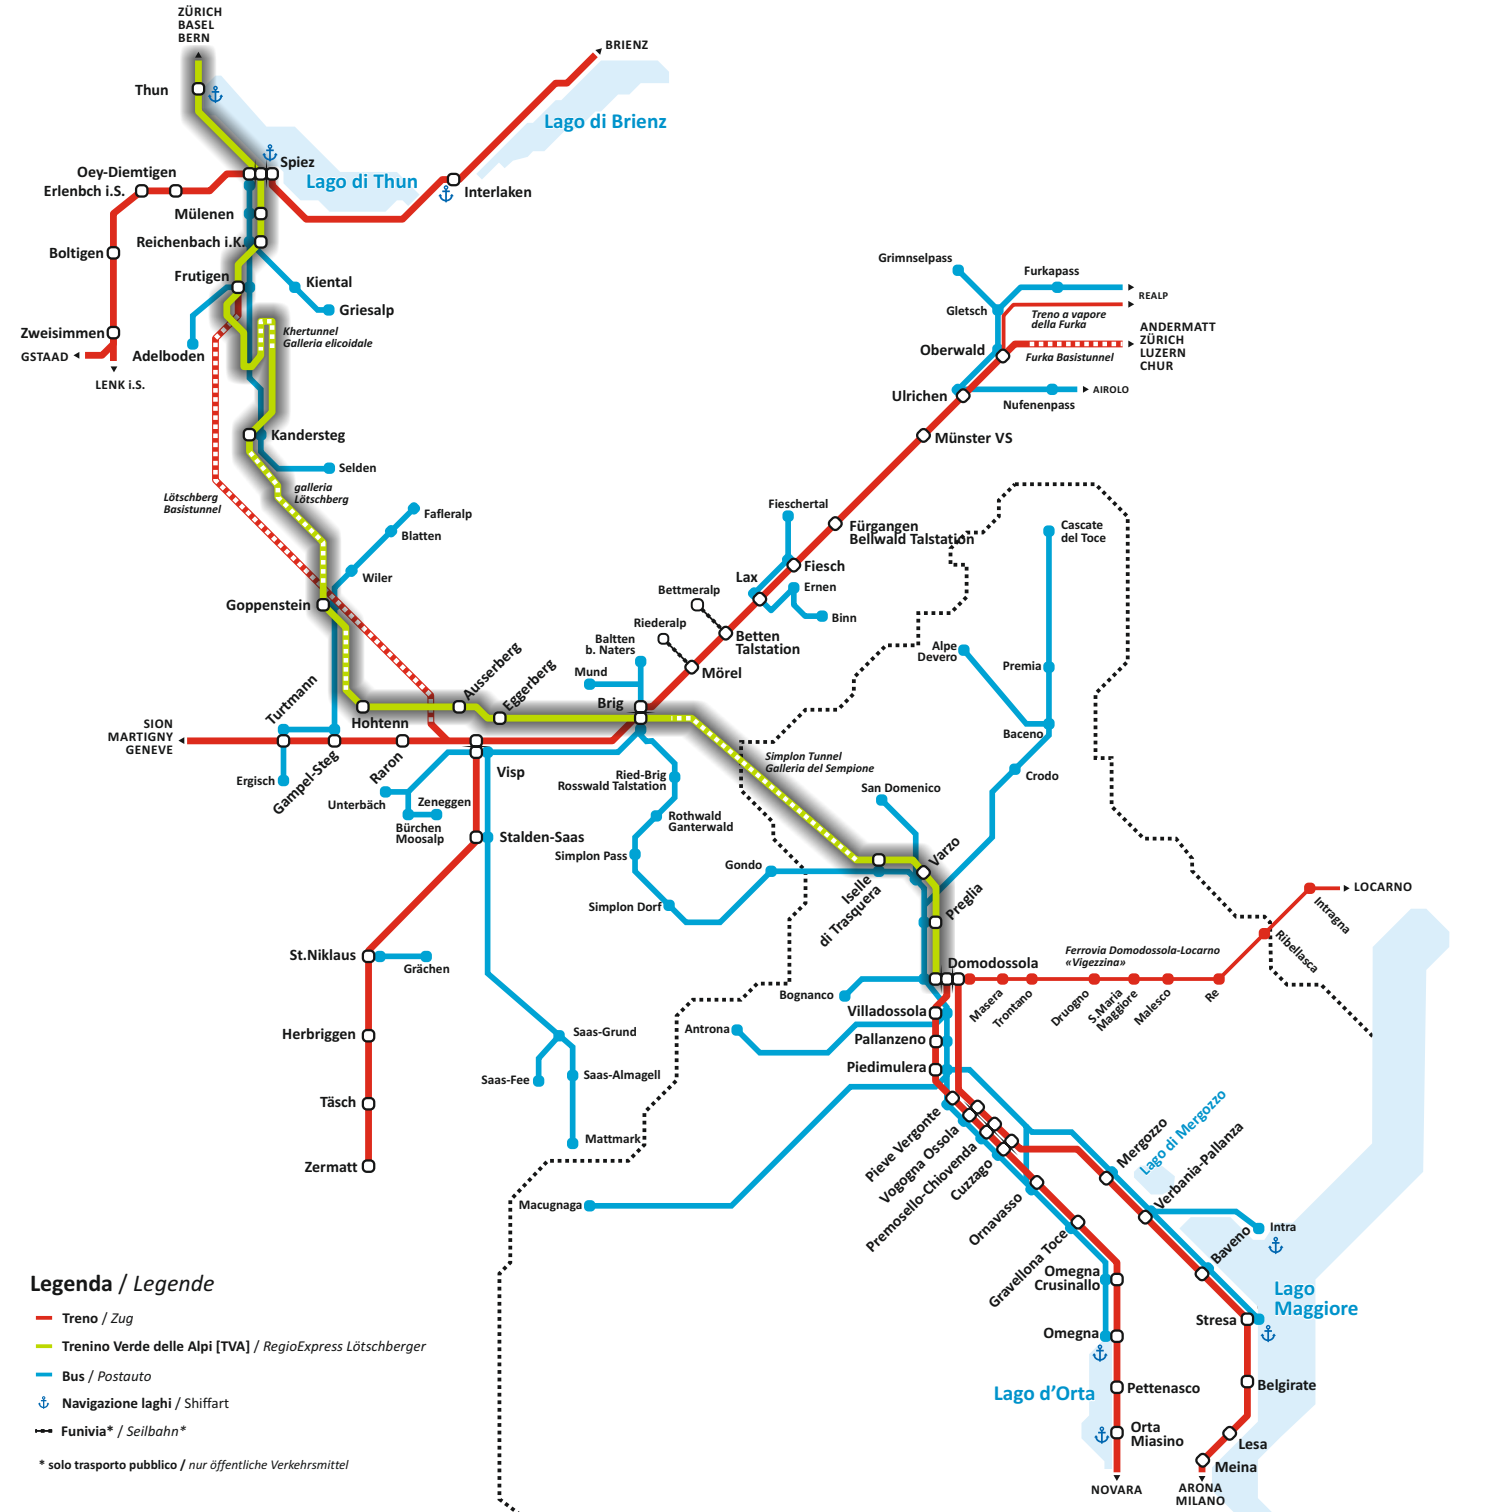 ZÜRICH
BASEL
BERN
Thun
BRIENZ
Lago di Brienz
Spiez
Lago di Thun
Interlaken
Oey-Diemtigen
Erlenbch i.S.
Mülenen
Reichenbach i.K.
Boltigen
Frutigen
Kiental
Griesalp
Zweisimmen
GSTAAD
LENK i.S.
Adelboden
Khertunnel
Galleria elicoidale
Kandersteg
Selden
galleria
Lötschberg
Lötschberg
Basistunnel
Fafleralp
Blatten
Wiler
Goppenstein
Grimnselpass
Furkapass
REALP
Gletsch
Treno a vapore
della Furka
ANDERMATT
ZÜRICH
LUZERN
CHUR
Oberwald
Furka Basistunnel
Ulrichen
AIROLO
Nufenenpass
Münster VS
Fieschertal
Fürgangen
Bellwald Talstation
Fiesch
Lax
Ernen
Binn
Bettmeralp
Riederalp
Betten
Talstation
Mörel
Baltten
b. Naters
Mund
Brig
Cascate
del Toce
Alpe
Devero
Premia
Baceno
Crodo
Turtmann
Hohtenn
Ausserberg
Eggerberg
SION
MARTIGNY
GENEVE
Ergisch
Gampel-Steg
Raron
Visp
Unterbäch
Zeneggen
Bürchen
Moosalp
Stalden-Saas
Ried-Brig
Rosswald Talstation
Rothwald
Ganterwald
Simplon Pass
Simplon Dorf
Gondo
Simplon Tunnel
Galleria del Sempione
San Domenico
Varzo
Iselle
di Trasquera
Preglia
LOCARNO
Intragna
Ribellasca
Ferrovia Domodossola-Locarno
«Vigezzina»
Domodossola
Masera
Trontano
Druogno
S.Maria
Maggiore
Malesco
Re
St.Niklaus
Grächen
Herbriggen
Täsch
Zermatt
Saas-Grund
Saas-Fee
Saas-Almagell
Mattmark
Bognanco
Villadossola
Antrona
Pallanzeno
Piedimulera
Macugnaga
Pieve Vergonte
Vogogna Ossola
Premosello-Chiovenda
Cuzzago
Ornavasso
Gravellona Toce
Mergozzo
Lago di Mergozzo
Verbania-Pallanza
Intra
Baveno
Lago
Maggiore
Stresa
Omegna
Crusinallo
Omegna
Lago d'Orta
Pettenasco
Orta
Miasino
NOVARA
Belgirate
Lesa
Meina
ARONA
MILANO
Legenda / Legende
Treno / Zug
Trenino Verde delle Alpi [TVA] / RegioExpress Lötschberger
Bus / Postauto
Navigazione laghi / Shiffart
Funivia* / Seilbahn*
* solo trasporto pubblico / nur öffentliche Verkehrsmittel